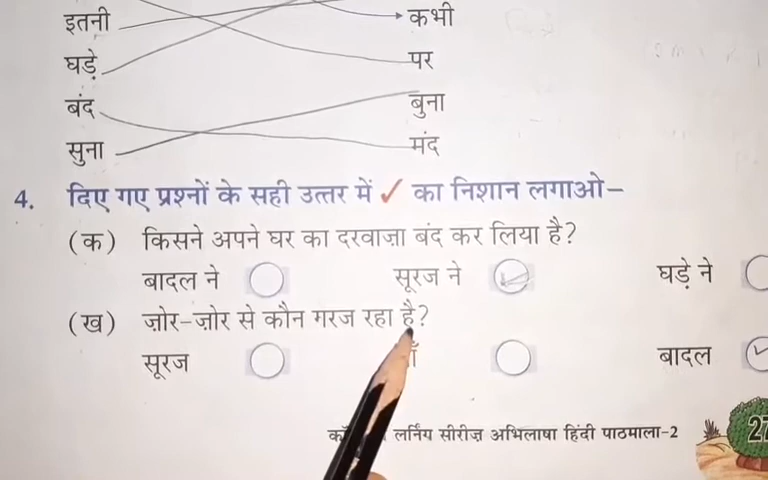 इतनी कभी
घड़े पर
बंद बुना
सुना मंद
4. दिए गए प्रश्नों के सही उत्तर में ✓ का निशान लगाओ–
(क) किसने अपने घर का दरवाज़ा बंद कर लिया है?
बादल ने सूरज ने घड़े ने
(ख) ज़ोर-ज़ोर से कौन गरज रहा है?
सूरज बादल
लर्निंग सीरीज़ अभिलाषा हिंदी पाठमाला-2
27